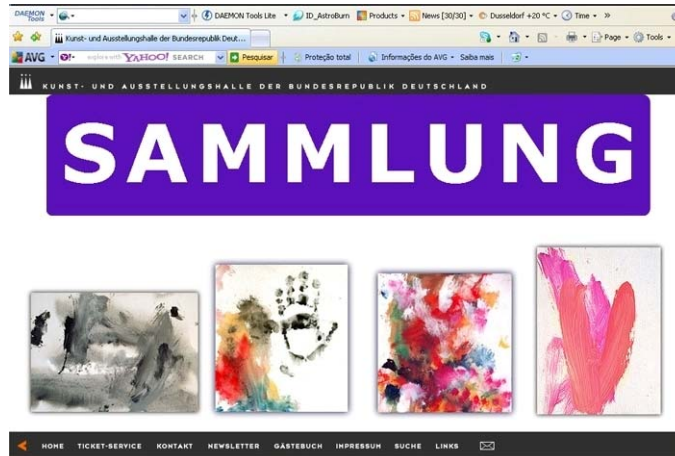 DAEMON Tools DAEMON Tools Lite ID_AstroBurn Products News [30/30] Dusseldorf +20 °C Time »
Kunst- und Ausstellungshalle der Bundesrepublik Deut... Page Tools
AVG YAHOO! SEARCH Pesquisar Proteção total Informações do AVG Saiba mais
KUNST- UND AUSSTELLUNGSHALLE DER BUNDESREPUBLIK DEUTSCHLAND
SAMMLUNG
HOME TICKET-SERVICE KONTAKT NEWSLETTER GÄSTEBUCH IMPRESSUM SUCHE LINKS